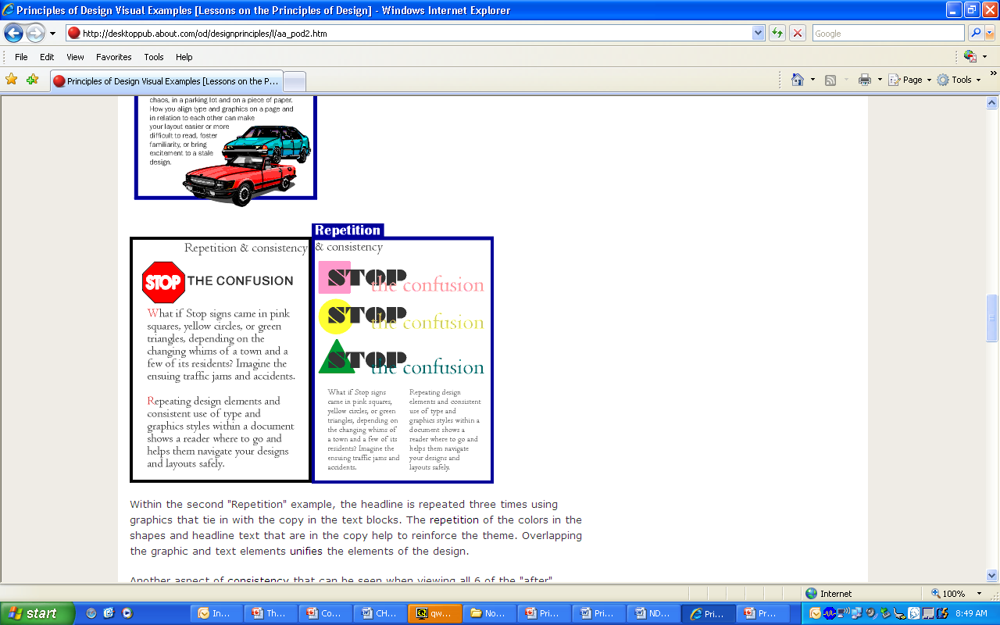 Principles of Design Visual Examples [Lessons on the Principles of Design] - Windows Internet Explorer
http://desktoppub.about.com/od/designprinciples/l/aa_pod2.htm
Google
File Edit View Favorites Tools Help
Principles of Design Visual Examples [Lessons on the P...
Page Tools »
chaos, in a parking lot and on a piece of paper.
How you align type and graphics on a page and
in relation to each other can make
your layout easier or more
difficult to read, foster
familiarity, or bring
excitement to a stale
design.
Repetition & consistency
STOP THE CONFUSION
What if Stop signs came in pink
squares, yellow circles, or green
triangles, depending on the
changing whims of a town and a
few of its residents? Imagine the
ensuing traffic jams and accidents.
Repeating design elements and
consistent use of type and
graphics styles within a document
shows a reader where to go and
helps them navigate your designs
and layouts safely.
Repetition
& consistency
STOP the confusion
STOP the confusion
STOP the confusion
What if Stop signs
came in pink squares,
yellow circles, or green
triangles, depending on
the changing whims of
a town and a few of its
residents? Imagine the
ensuing traffic jams and
accidents.
Repeating design
elements and consistent
use of type and
graphics styles within a
document shows a
reader where to go and
helps them navigate
your designs and
layouts safely.
Within the second "Repetition" example, the headline is repeated three times using
graphics that tie in with the copy in the text blocks. The repetition of the colors in the
shapes and headline text that are in the copy help to reinforce the theme. Overlapping
the graphic and text elements unifies the elements of the design.
Another aspect of consistency that can be seen when viewing all 6 of the "after"
Internet 100%
start In... Th... Co... CH... qw... No... Pri... Pri... ND... Pri... Pr... 8:49 AM